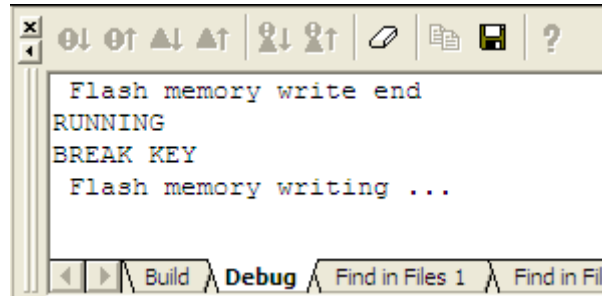 Flash memory write end
RUNNING
BREAK KEY
Flash memory writing ...
Build Debug Find in Files 1 Find in Fil